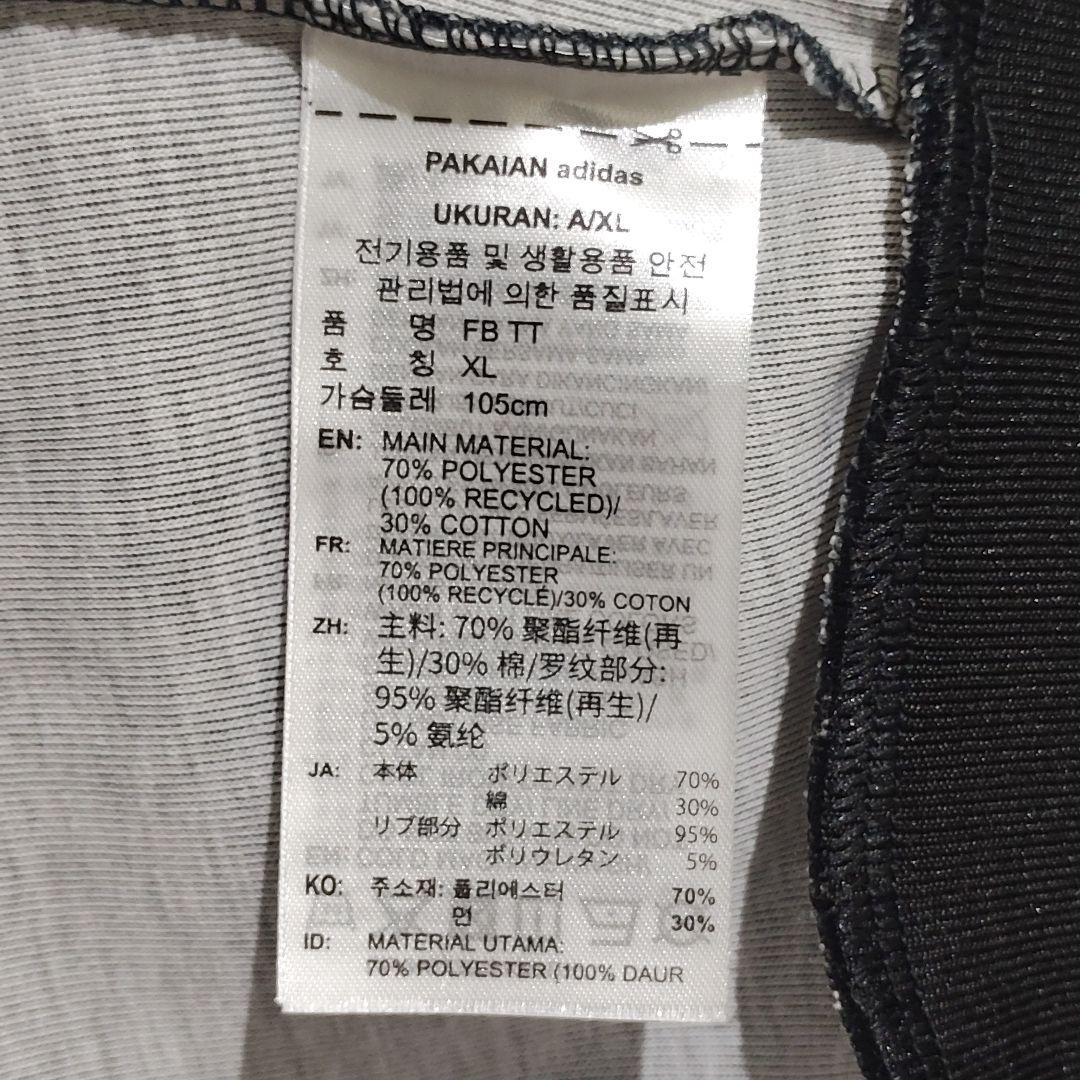 PAKAIAN adidas
UKURAN: A/XL
전기용품 및 생활용품 안전
관리법에 의한 품질표시
품 명 FB TT
호 칭 XL
가슴둘레 105cm
EN: MAIN MATERIAL:
70% POLYESTER
(100% RECYCLED)/
30% COTTON
FR: MATIERE PRINCIPALE:
70% POLYESTER
(100% RECYCLÉ)/30% COTON
ZH: 主料: 70% 聚酯纤维(再
生)/30% 棉/罗纹部分:
95% 聚酯纤维(再生)/
5% 氨纶
JA: 本体 ポリエステル 70%
綿 30%
リブ部分 ポリエステル 95%
ポリウレタン 5%
KO: 주소재: 폴리에스터 70%
면 30%
ID: MATERIAL UTAMA:
70% POLYESTER (100% DAUR